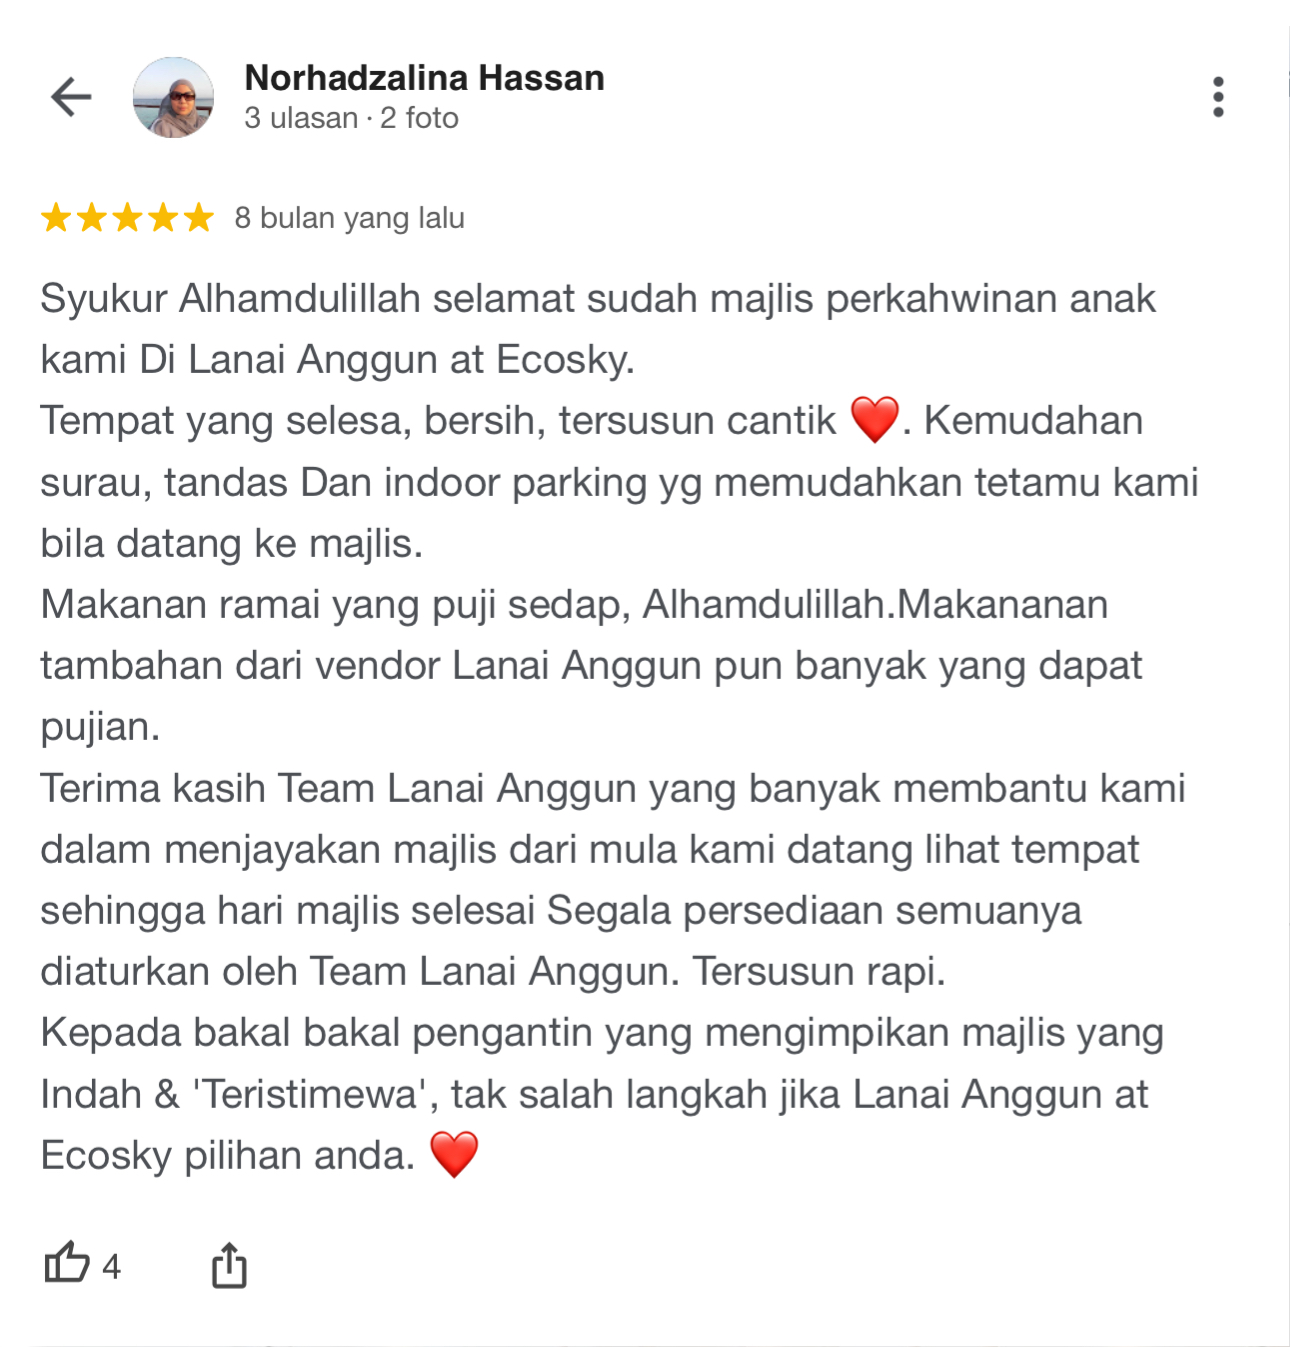 Norhadzalina Hassan
3 ulasan · 2 foto
8 bulan yang lalu
Syukur Alhamdulillah selamat sudah majlis perkahwinan anak
kami Di Lanai Anggun at Ecosky.
Tempat yang selesa, bersih, tersusun cantik ❤️. Kemudahan
surau, tandas Dan indoor parking yg memudahkan tetamu kami
bila datang ke majlis.
Makanan ramai yang puji sedap, Alhamdulillah.Makananan
tambahan dari vendor Lanai Anggun pun banyak yang dapat
pujian.
Terima kasih Team Lanai Anggun yang banyak membantu kami
dalam menjayakan majlis dari mula kami datang lihat tempat
sehingga hari majlis selesai Segala persediaan semuanya
diaturkan oleh Team Lanai Anggun. Tersusun rapi.
Kepada bakal bakal pengantin yang mengimpikan majlis yang
Indah & 'Teristimewa', tak salah langkah jika Lanai Anggun at
Ecosky pilihan anda. ❤️
4